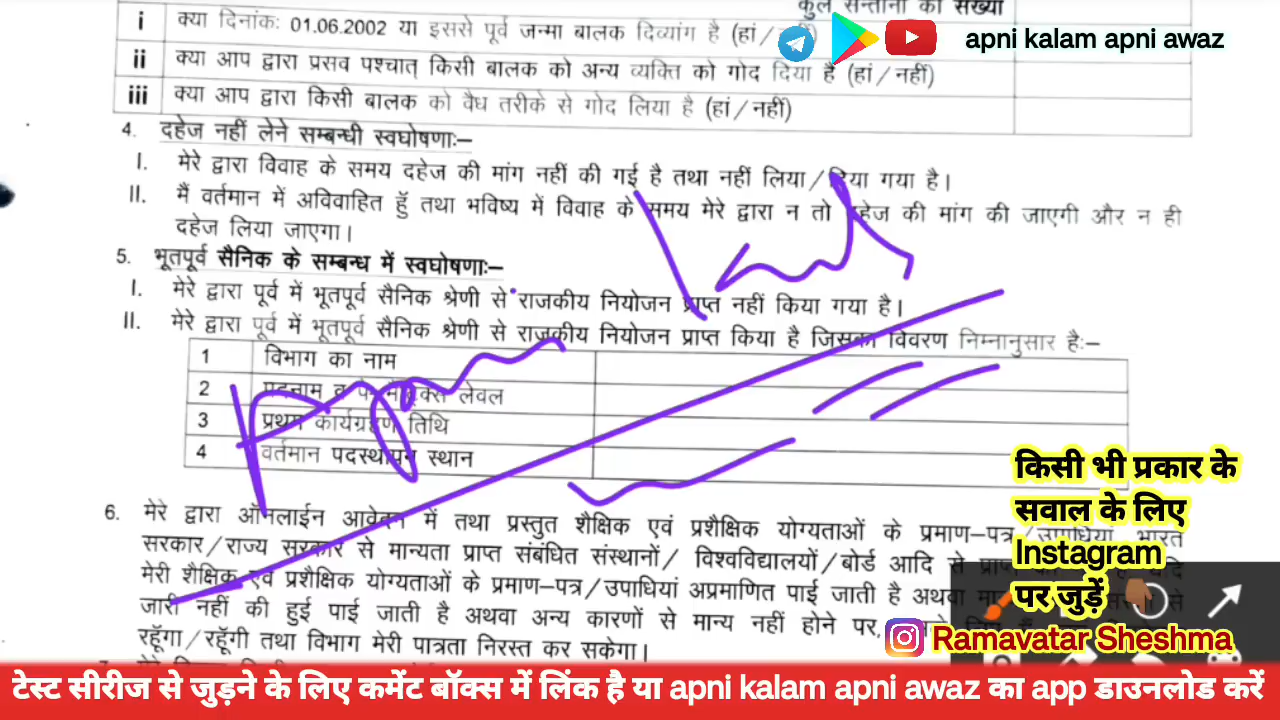 कुल सन्तानों की संख्या
i क्या दिनांकः 01.06.2002 या इससे पूर्व जन्मा बालक दिव्यांग है (हां/नहीं)
apni kalam apni awaz
ii क्या आप द्वारा प्रसव पश्चात् किसी बालक को अन्य व्यक्ति को गोद दिया है (हां/नहीं)
iii क्या आप द्वारा किसी बालक को वैध तरीके से गोद लिया है (हां/नहीं)
4. दहेज नहीं लेने सम्बन्धी स्वघोषणाः–
I. मेरे द्वारा विवाह के समय दहेज की मांग नहीं की गई है तथा नहीं लिया/दिया गया है।
II. मैं वर्तमान में अविवाहित हूँ तथा भविष्य में विवाह के समय मेरे द्वारा न तो दहेज की मांग की जाएगी और न ही
दहेज लिया जाएगा।
5. भूतपूर्व सैनिक के सम्बन्ध में स्वघोषणाः–
I. मेरे द्वारा पूर्व में भूतपूर्व सैनिक श्रेणी से राजकीय नियोजन प्राप्त नहीं किया गया है।
II. मेरे द्वारा पूर्व में भूतपूर्व सैनिक श्रेणी से राजकीय नियोजन प्राप्त किया है जिसका विवरण निम्नानुसार है:–
1 विभाग का नाम
2 पदनाम व पे लेवल
3 प्रथम कार्यग्रहण तिथि
4 वर्तमान पदस्थापन स्थान
किसी भी प्रकार के
सवाल के लिए
Instagram
पर जुड़ें
6. मेरे द्वारा ऑनलाईन आवेदन में तथा प्रस्तुत शैक्षिक एवं प्रशैक्षिक योग्यताओं के प्रमाण–पत्र/उपाधियां भारत
सरकार/राज्य सरकार से मान्यता प्राप्त संबंधित संस्थानों/ विश्वविद्यालयों/बोर्ड आदि से
मेरी शैक्षिक एवं प्रशैक्षिक योग्यताओं के प्रमाण–पत्र/उपाधियां अप्रमाणित पाई जाती है अथवा से
जारी नहीं की हुई पाई जाती है अथवा अन्य कारणों से मान्य नहीं होने पर,
Ramavatar Sheshma
रहूँगा/रहूँगी तथा विभाग मेरी पात्रता निरस्त कर सकेगा।
टेस्ट सीरीज से जुड़ने के लिए कमेंट बॉक्स में लिंक है या apni kalam apni awaz का app डाउनलोड करें